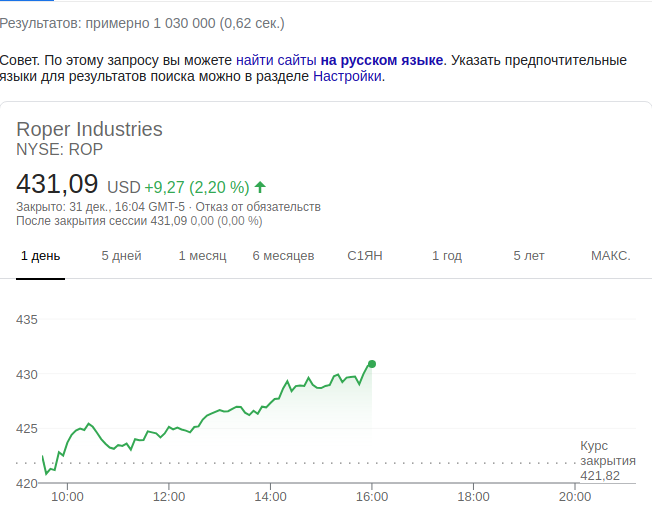 Результатов: примерно 1 030 000 (0,62 сек.)
Совет. По этому запросу вы можете найти сайты на русском языке. Указать предпочтительные
языки для результатов поиска можно в разделе Настройки.
Roper Industries
NYSE: ROP
431,09 USD +9,27 (2,20 %)
Закрыто: 31 дек., 16:04 GMT-5 · Отказ от обязательств
После закрытия сессии 431,09 0,00 (0,00 %)
1 день 5 дней 1 месяц 6 месяцев С1ЯН 1 год 5 лет МАКС.
435
430
425
Курс
закрытия
421,82
420
10:00 12:00 14:00 16:00 18:00 20:00